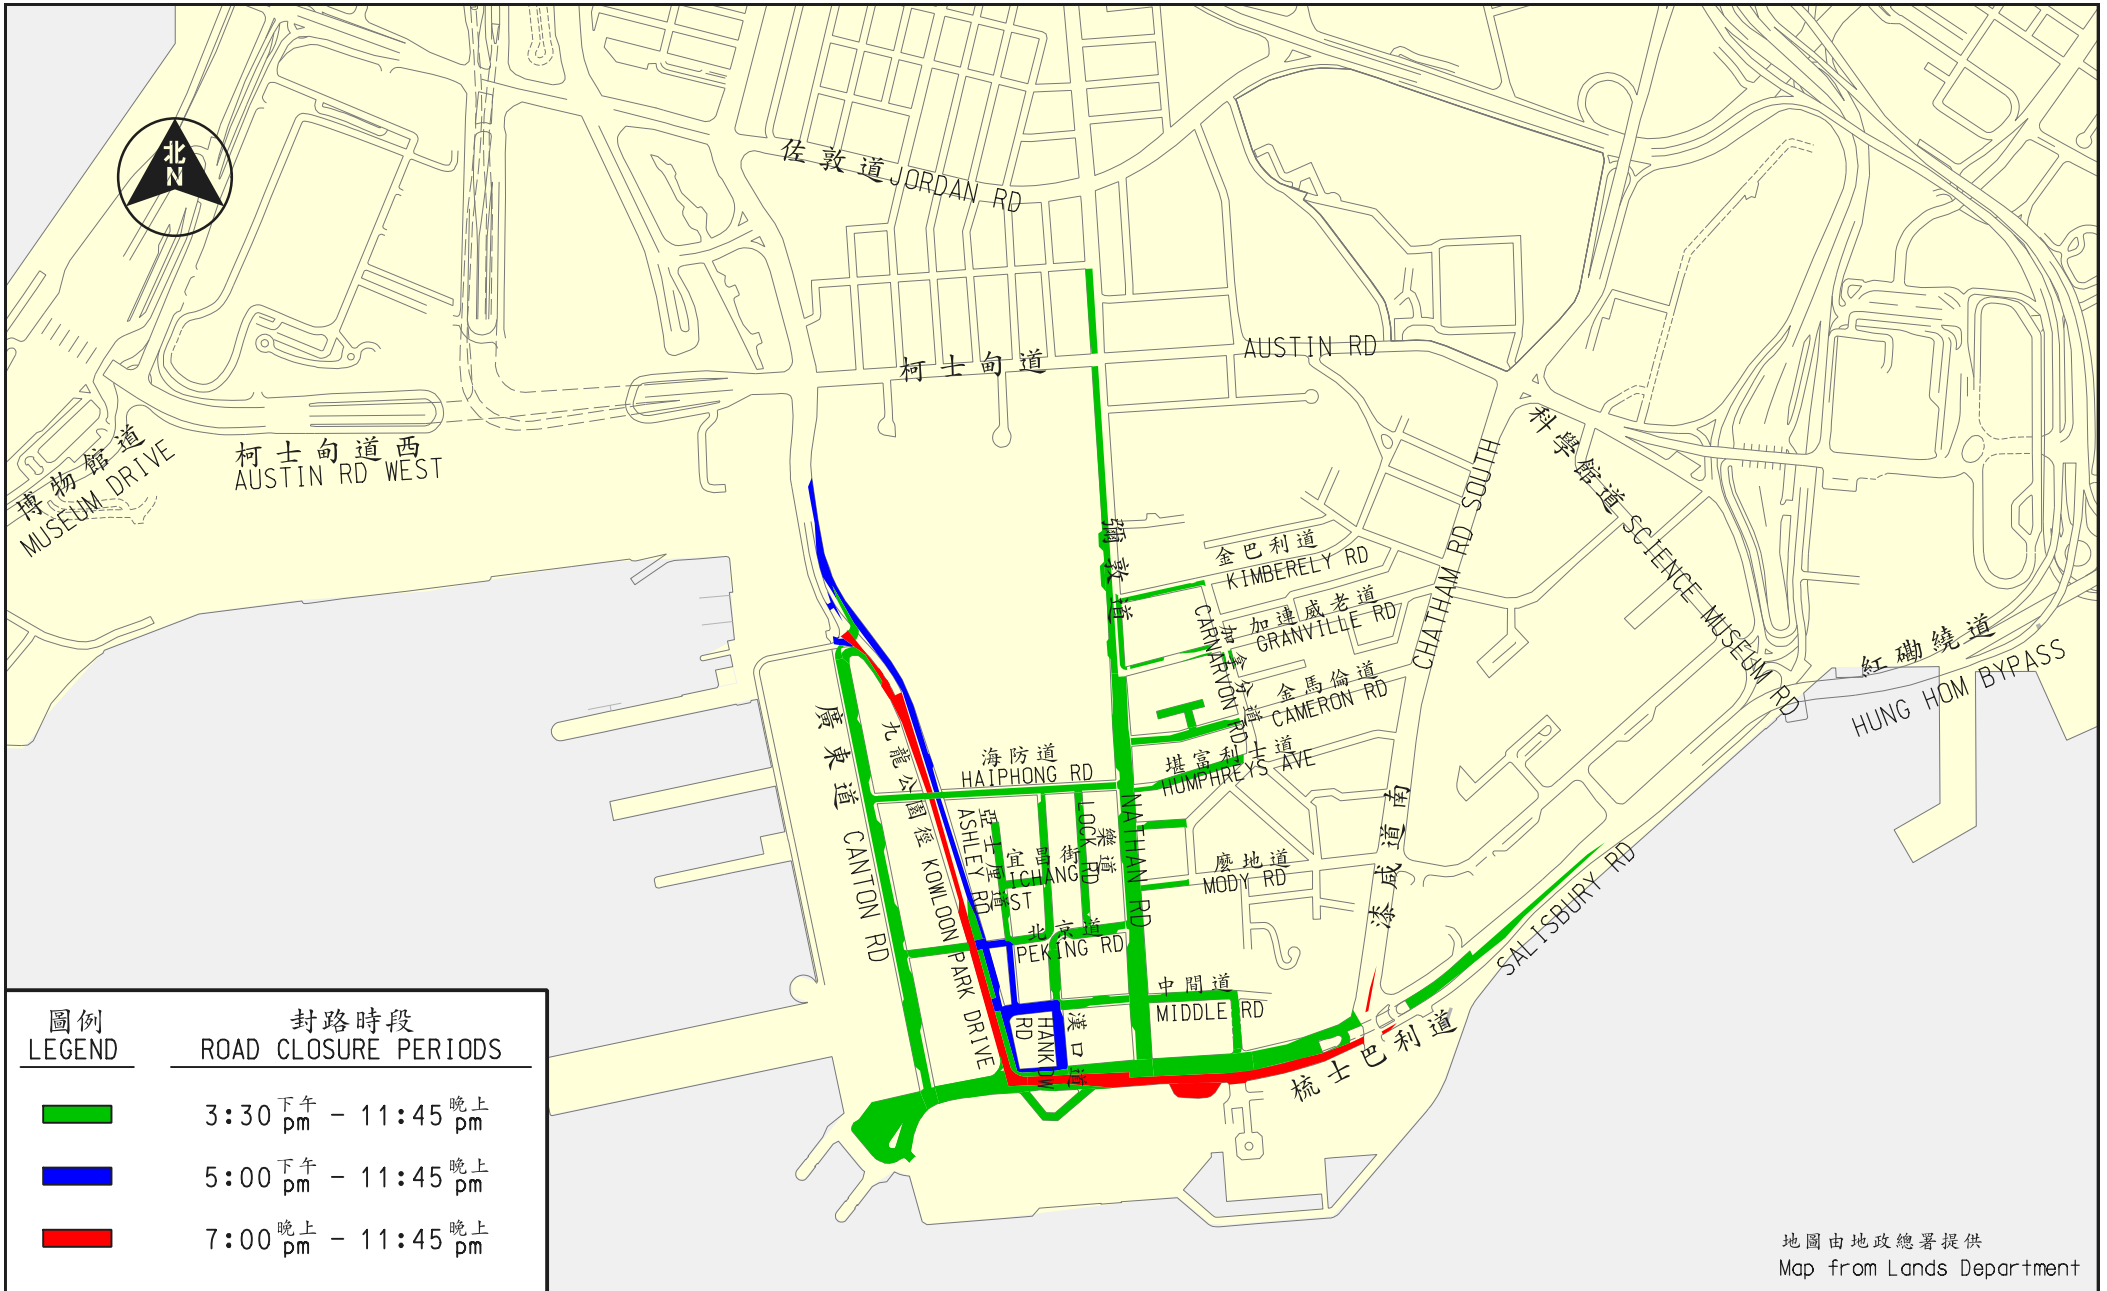 北
N
佐敦道 JORDAN RD
柯士甸道
AUSTIN RD
博物館道
MUSEUM DRIVE
柯士甸道西
AUSTIN RD WEST
科學館道 SCIENCE MUSEUM RD
CHATHAM RD SOUTH
漆咸道南
彌敦道
NATHAN RD
金巴利道
KIMBERELY RD
加連威老道
GRANVILLE RD
加拿分道
CARNARVON RD
金馬倫道
CAMERON RD
紅磡繞道
HUNG HOM BYPASS
堪富利士道
HUMPHREYS AVE
廣東道 CANTON RD
九龍公園徑 KOWLOON PARK DRIVE
海防道
HAIPHONG RD
亞士厘道
ASHLEY RD
宜昌街
ICHANG
ST
樂道
LOCK RD
麼地道
MODY RD
北京道
PEKING RD
中間道
MIDDLE RD
漢口道
HANKOW
RD
SALISBURY RD
梳士巴利道
圖例
LEGEND
封路時段
ROAD CLOSURE PERIODS
3:30 下午 pm - 11:45 晚上 pm
5:00 下午 pm - 11:45 晚上 pm
7:00 晚上 pm - 11:45 晚上 pm
地圖由地政總署提供
Map from Lands Department